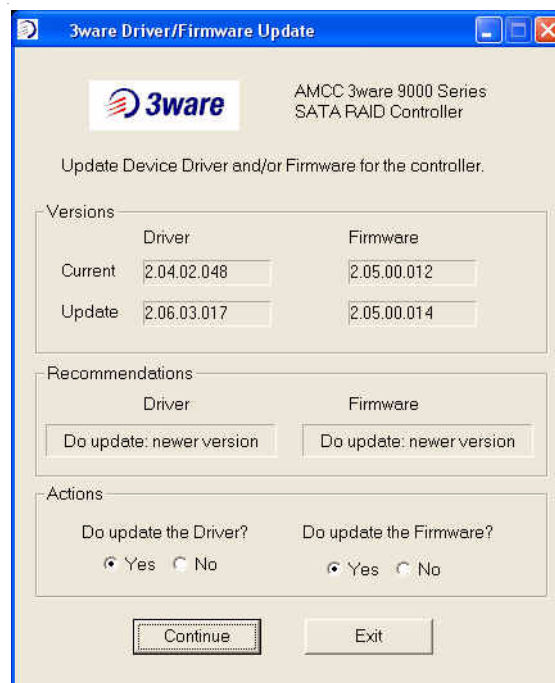 3ware Driver/Firmware Update
3ware
AMCC 3ware 9000 Series
SATA RAID Controller
Update Device Driver and/or Firmware for the controller.
Versions
Driver Firmware
Current 2.04.02.048 2.05.00.012
Update 2.06.03.017 2.05.00.014
Recommendations
Driver Firmware
Do update: newer version Do update: newer version
Actions
Do update the Driver? Do update the Firmware?
Yes No Yes No
Continue Exit